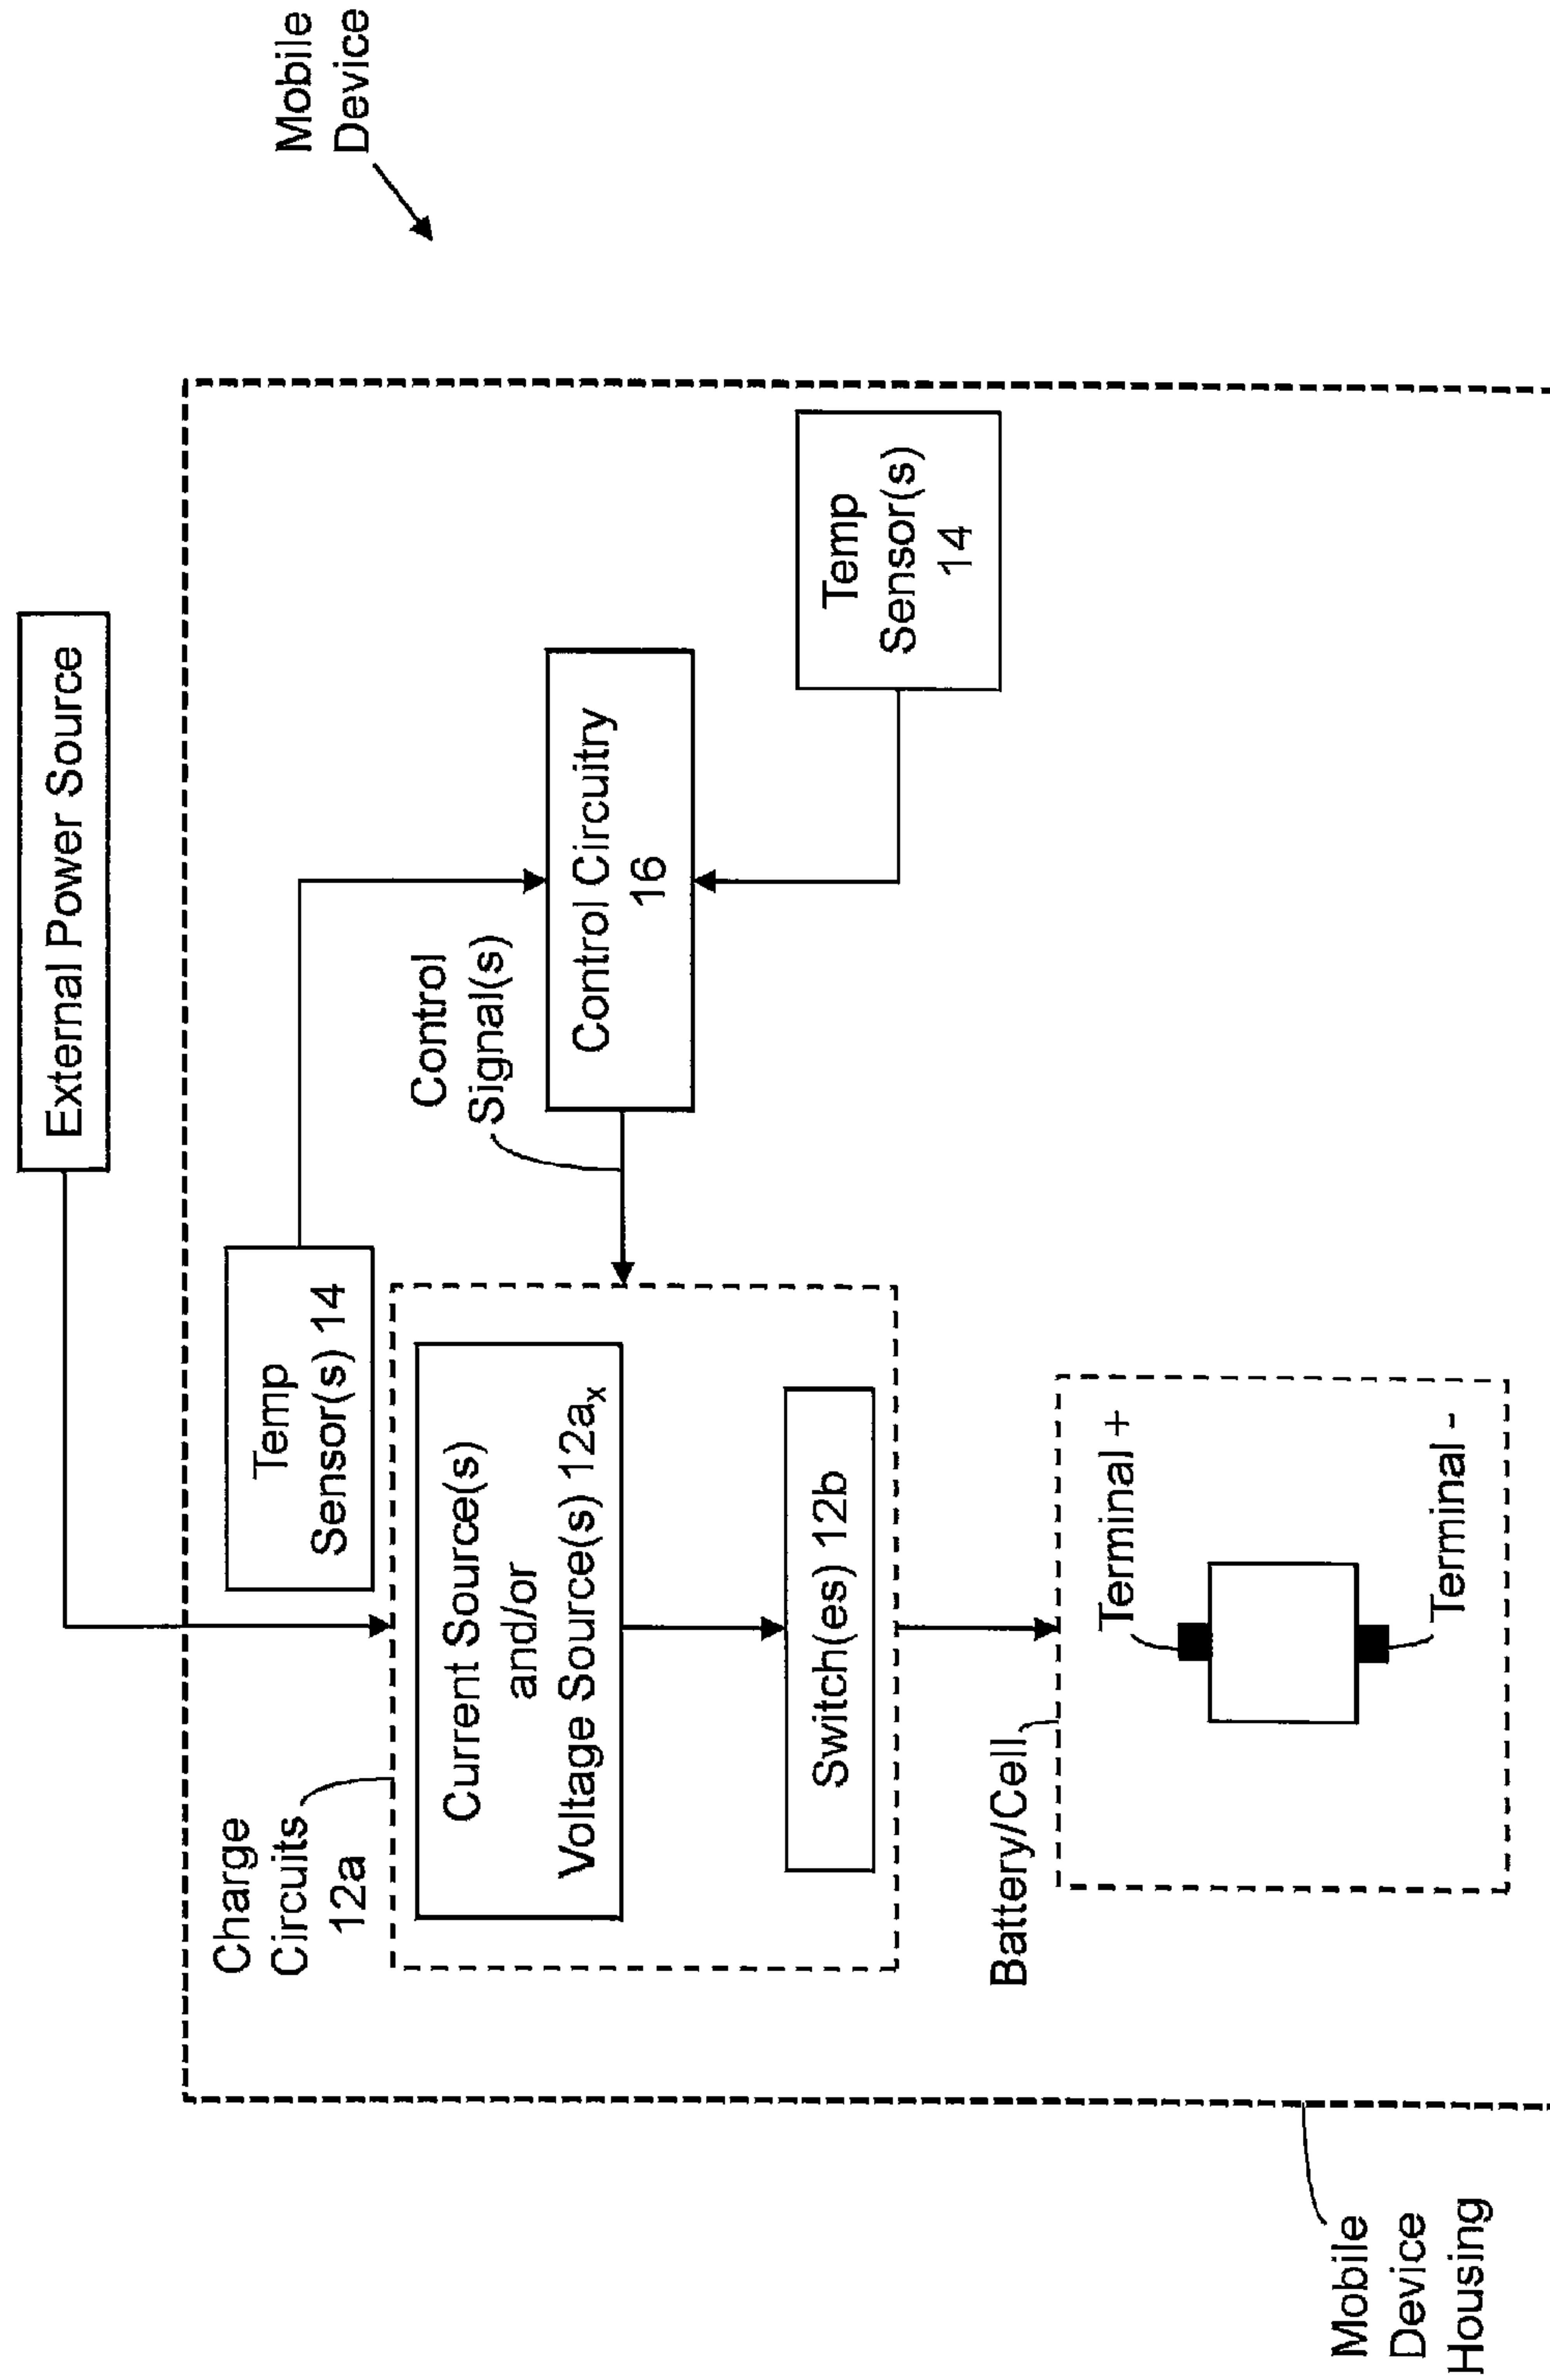 External Power Source
Mobile
Device
Temp
Sensor(s) 14
Charge
Circuits
12a
Control
Signal(s)
Current Source(s)
and/or
Voltage Source(s) 12aₓ
Control Circuitry
16
Switch(es) 12b
Temp
Sensor(s)
14
Battery/Cell
Terminal +
Terminal -
Mobile
Device
Housing